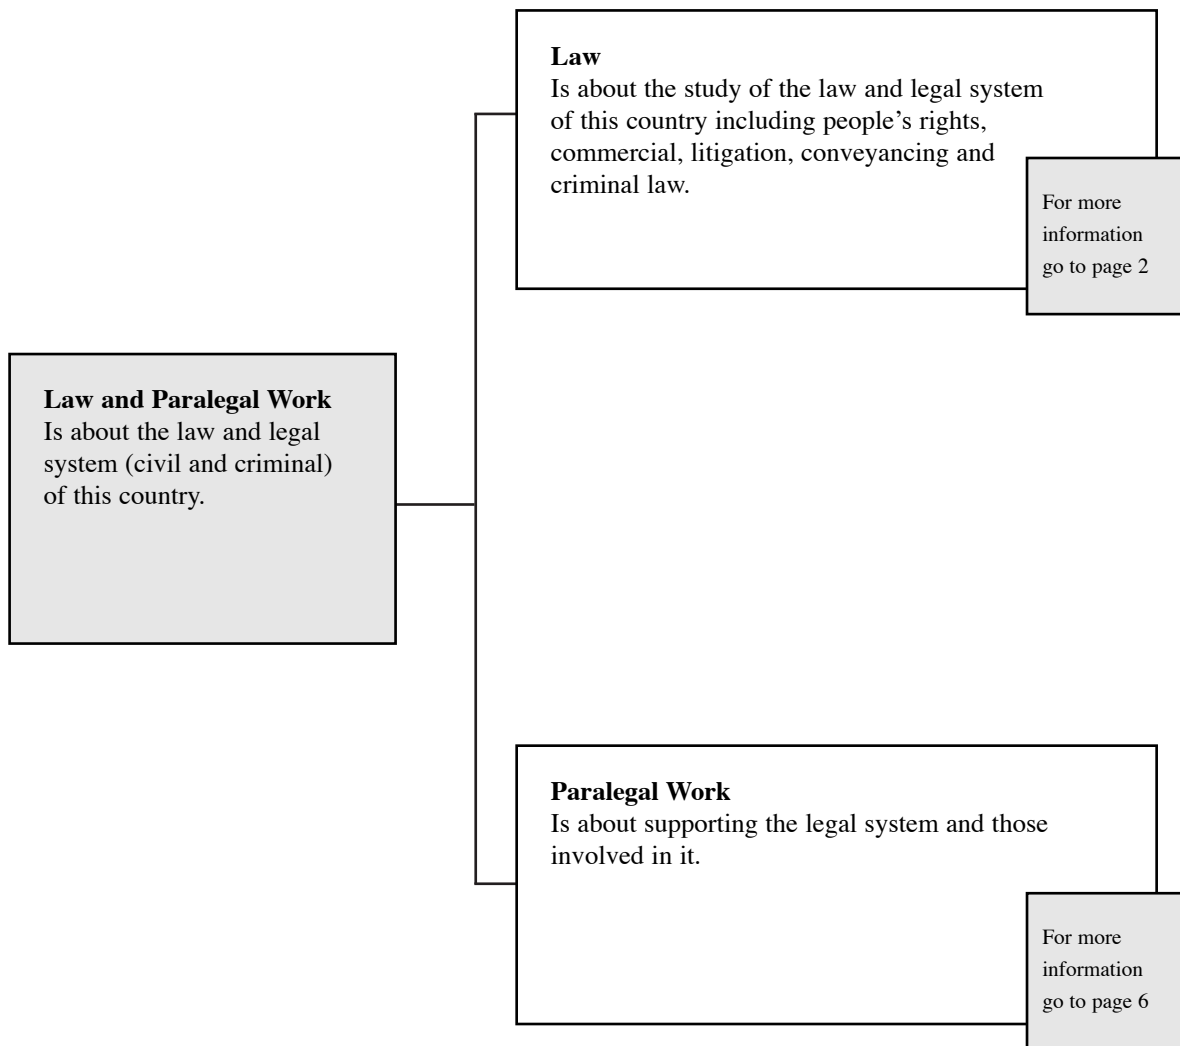 Law
Is about the study of the law and legal system
of this country including people’s rights,
commercial, litigation, conveyancing and
criminal law.
For more
information
go to page 2
Law and Paralegal Work
Is about the law and legal
system (civil and criminal)
of this country.
Paralegal Work
Is about supporting the legal system and those
involved in it.
For more
information
go to page 6